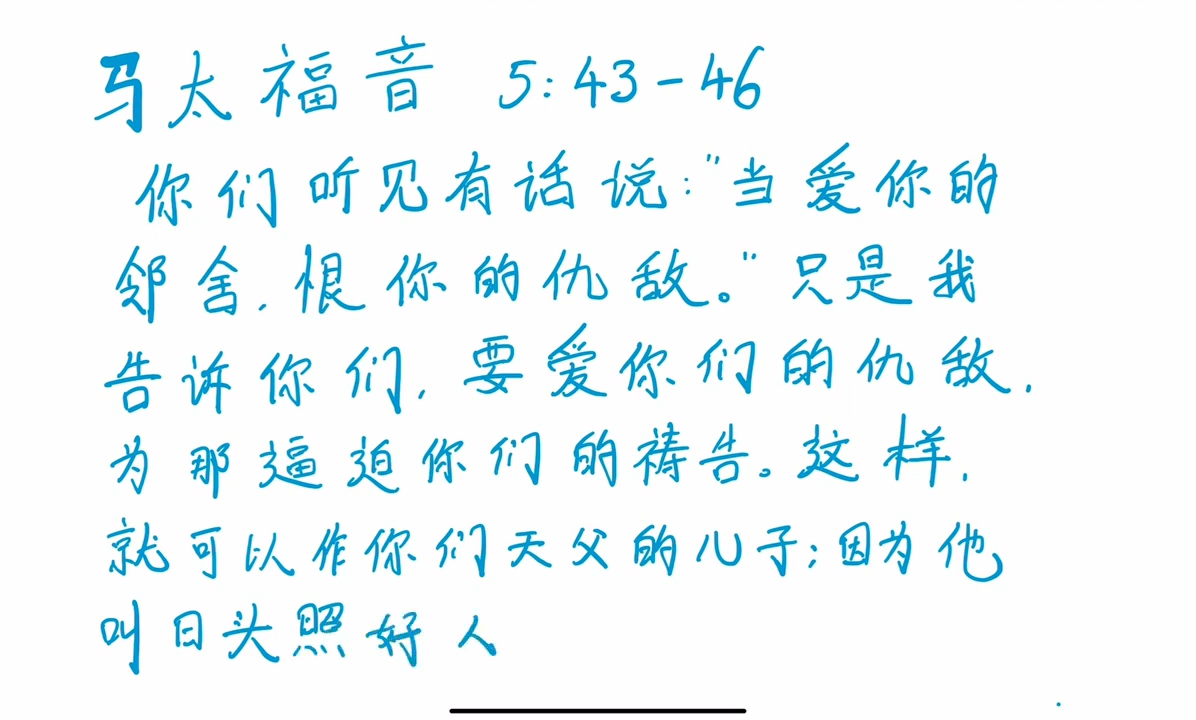 马太福音 5:43-46
你们听见有话说:"当爱你的
邻舍,恨你的仇敌。"只是我
告诉你们,要爱你们的仇敌,
为那逼迫你们的祷告。这样,
就可以作你们天父的儿子;因为他
叫日头照好人